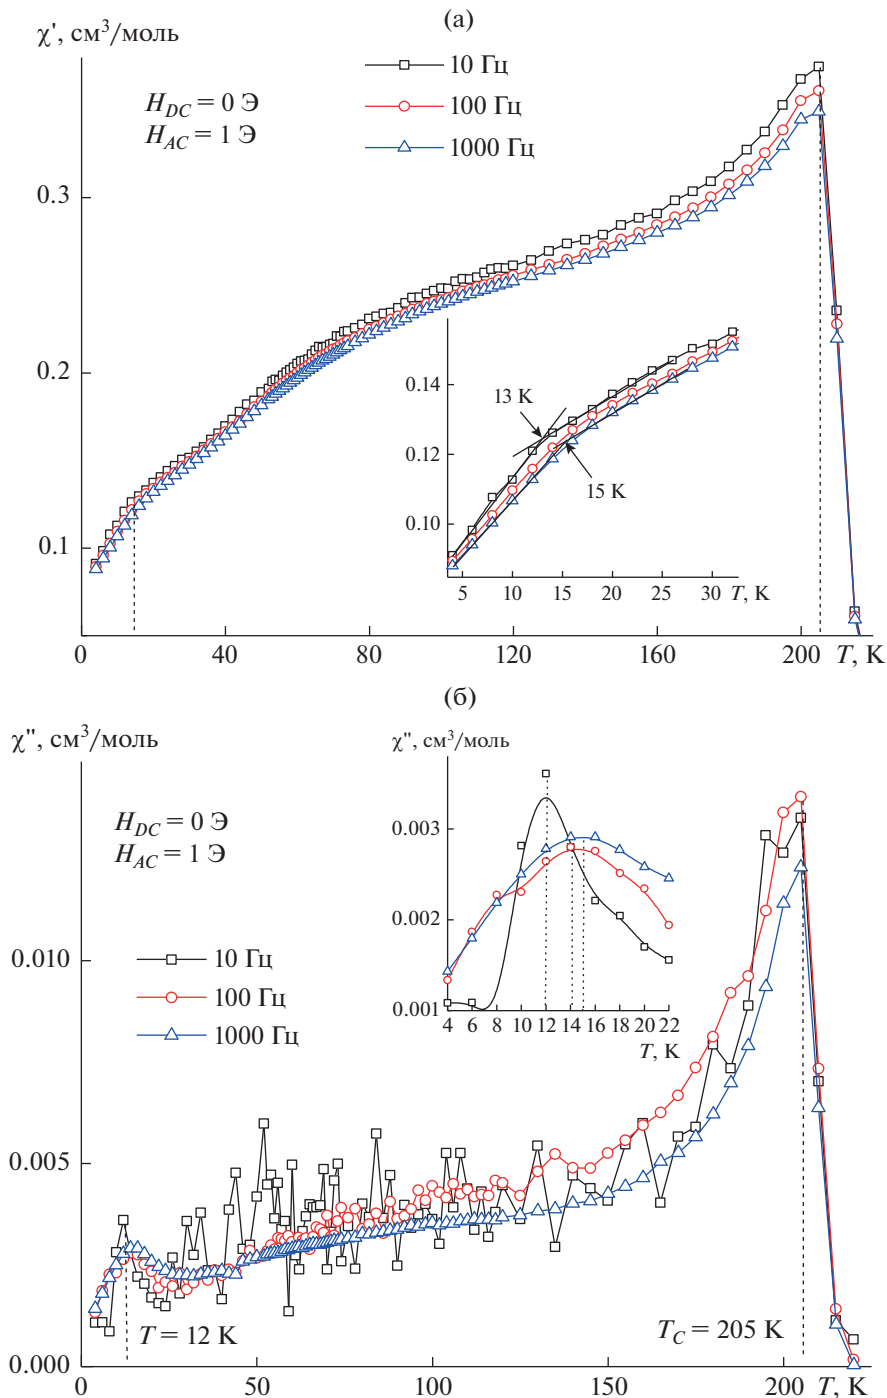 (а)
χ', см³/моль
10 Гц
100 Гц
1000 Гц
H_DC = 0 Э
H_AC = 1 Э
0.3
0.2
0.1
0.14
0.12
0.10
13 K
15 K
5 10 15 20 25 30 T, K
0 40 80 120 160 200 T, K
(б)
χ'', см³/моль
χ'', см³/моль
H_DC = 0 Э
H_AC = 1 Э
0.003
0.002
0.001
4 6 8 10 12 14 16 18 20 22
T, K
10 Гц
100 Гц
1000 Гц
0.010
0.005
0.000
T = 12 K
T_C = 205 K
0 50 100 150 200 T, K